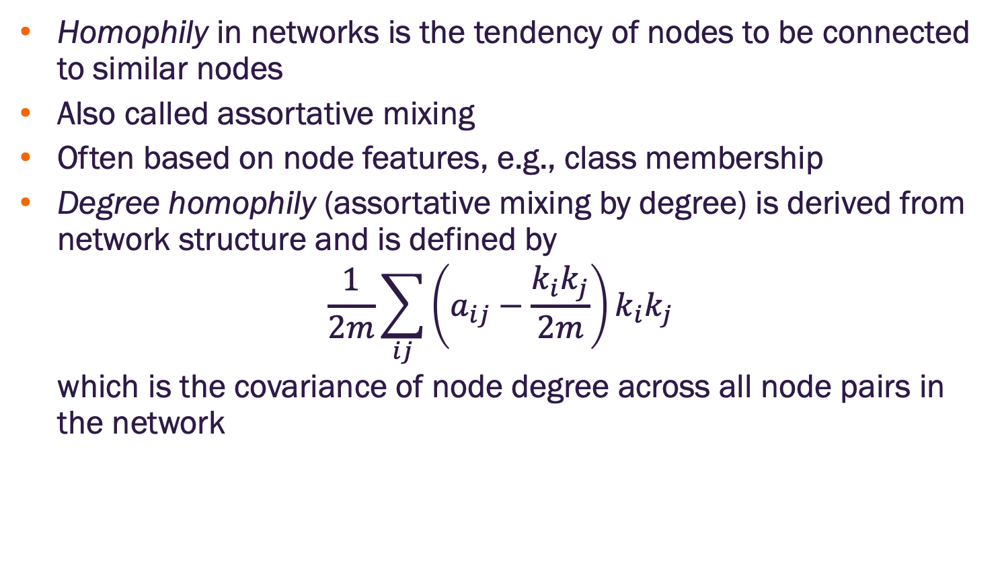 • Homophily in networks is the tendency of nodes to be connected
to similar nodes
• Also called assortative mixing
• Often based on node features, e.g., class membership
• Degree homophily (assortative mixing by degree) is derived from
network structure and is defined by
\frac{1}{2m} \sum_{ij} \left( a_{ij} - \frac{k_i k_j}{2m} \right) k_i k_j
which is the covariance of node degree across all node pairs in
the network